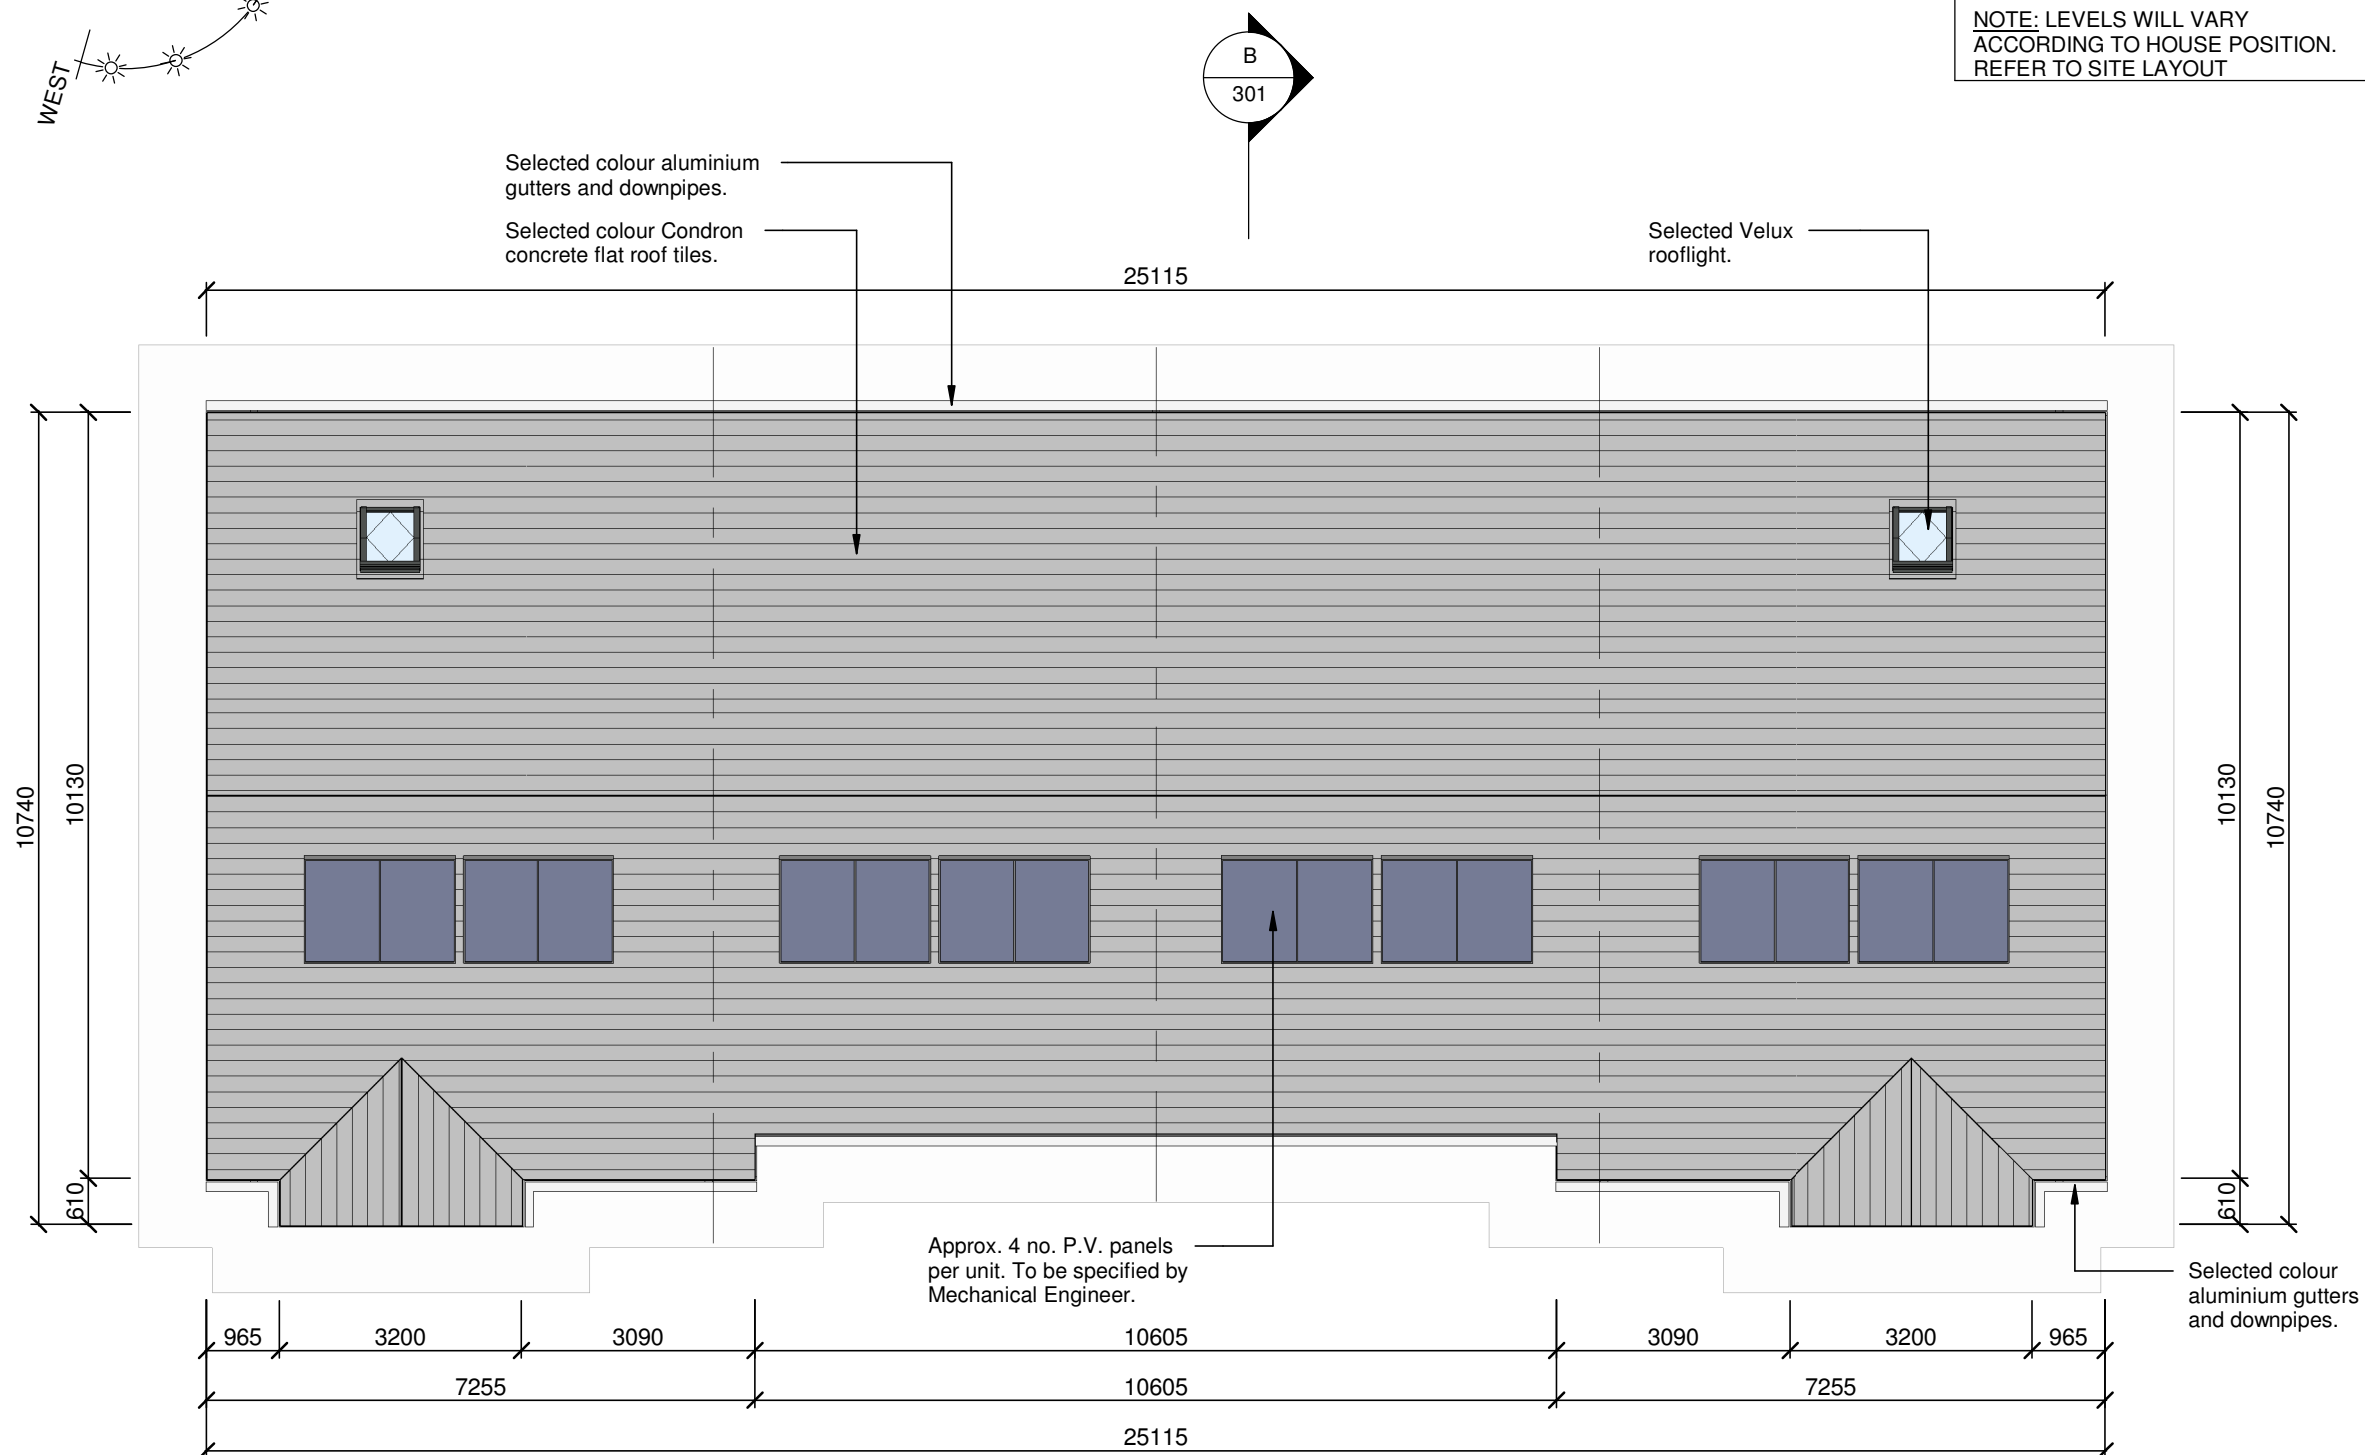 NOTE: LEVELS WILL VARY
ACCORDING TO HOUSE POSITION.
REFER TO SITE LAYOUT
WEST
B
301
Selected colour aluminium
gutters and downpipes.
Selected colour Condron
concrete flat roof tiles.
Selected Velux
rooflight.
25115
10740
10130
610
10130
10740
610
Approx. 4 no. P.V. panels
per unit. To be specified by
Mechanical Engineer.
Selected colour
aluminium gutters
and downpipes.
965
3200
3090
10605
3090
3200
965
7255
10605
7255
25115